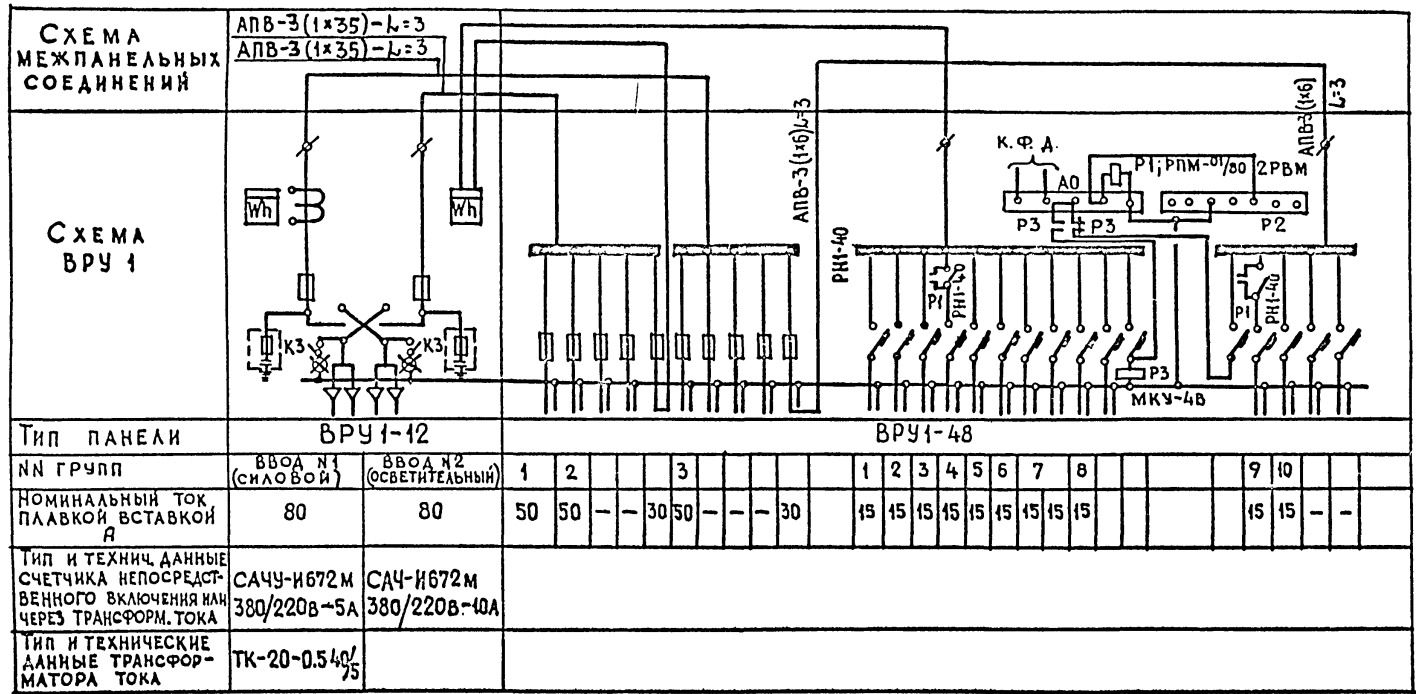 СХЕМА
МЕЖПАНЕЛЬНЫХ
СОЕДИНЕНИЙ
АПВ-3(1×35)-L=3
АПВ-3(1×35)-L=3
АПВ-3(1×6)L=3
АПВ-3(1×6)
L=3
СХЕМА
ВРУ 1
Wh
Wh
К.Ф.А.
Р1;РПМ-01/80
2РВМ
А0
Р3
Р3
Р2
РН1-40
Р1
РН1-40
Р1
РН1-40
КЗ
КЗ
Р3
МКУ-4В
ТИП ПАНЕЛИ
ВРУ1-12
ВРУ1-48
NN ГРУПП
ВВОД N1
(СИЛОВОЙ)
ВВОД N2
(ОСВЕТИТЕЛЬНЫЙ)
1 2 3 1 2 3 4 5 6 7 8 9 10
НОМИНАЛЬНЫЙ ТОК
ПЛАВКОЙ ВСТАВКОЙ
А
80 80 50 50 - - 30 50 - - - 30 15 15 15 15 15 15 15 15 15 15 15 - -
ТИП И ТЕХНИЧ. ДАННЫЕ
СЧЕТЧИКА НЕПОСРЕДСТ-
ВЕННОГО ВКЛЮЧЕНИЯ ИЛИ
ЧЕРЕЗ ТРАНСФОРМ. ТОКА
САЧУ-И672М
380/220В-5А
САЧ-И672М
380/220В-10А
ТИП И ТЕХНИЧЕСКИЕ
ДАННЫЕ ТРАНСФОР-
МАТОРА ТОКА
ТК-20-0.5 40/5